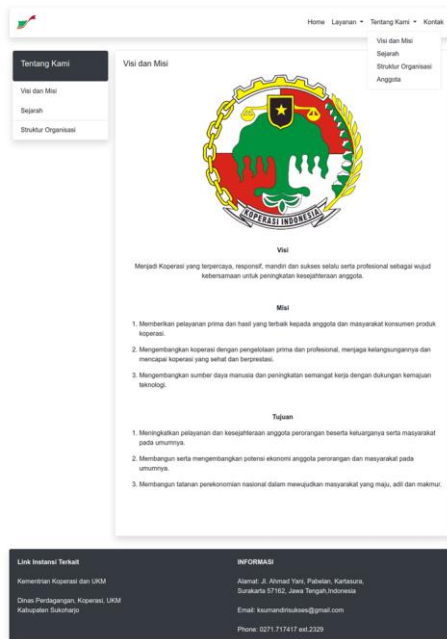 Home Layanan Tentang Kami Kontak
Visi dan Misi
Sejarah
Struktur Organisasi
Anggota
Tentang Kami
Visi dan Misi
Sejarah
Struktur Organisasi
Visi dan Misi
KOPERASI INDONESIA
Visi
Menjadi Koperasi yang terpercaya, responsif, mandiri dan sukses selalu serta profesional sebagai wujud
kebersamaan untuk peningkatan kesejahteraan anggota.
Misi
1. Memberikan pelayanan prima dan hasil yang terbaik kepada anggota dan masyarakat konsumen produk
koperasi.
2. Mengembangkan koperasi dengan pengelolaan prima dan profesional, menjaga kelangsungannya dan
mencapai koperasi yang sehat dan berprestasi.
3. Mengembangkan sumber daya manusia dan peningkatan semangat kerja dengan dukungan kemajuan
teknologi.
Tujuan
1. Meningkatkan pelayanan dan kesejahteraan anggota perorangan beserta keluarganya serta masyarakat
pada umumnya.
2. Membangun serta mengembangkan potensi ekonomi anggota perorangan dan masyarakat pada
umumnya.
3. Membangun tatanan perekonomian nasional dalam mewujudkan masyarakat yang maju, adil dan makmur.
Link Instansi Terkait
Kementrian Koperasi dan UKM
Dinas Perdagangan, Koperasi, UKM
Kabupaten Sukoharjo
INFORMASI
Alamat: Jl. Ahmad Yani, Pabelan, Kartasura,
Surakarta 57162, Jawa Tengah,Indonesia
Email: ksumandirisukses@gmail.com
Phone: 0271.717417 ext.2329